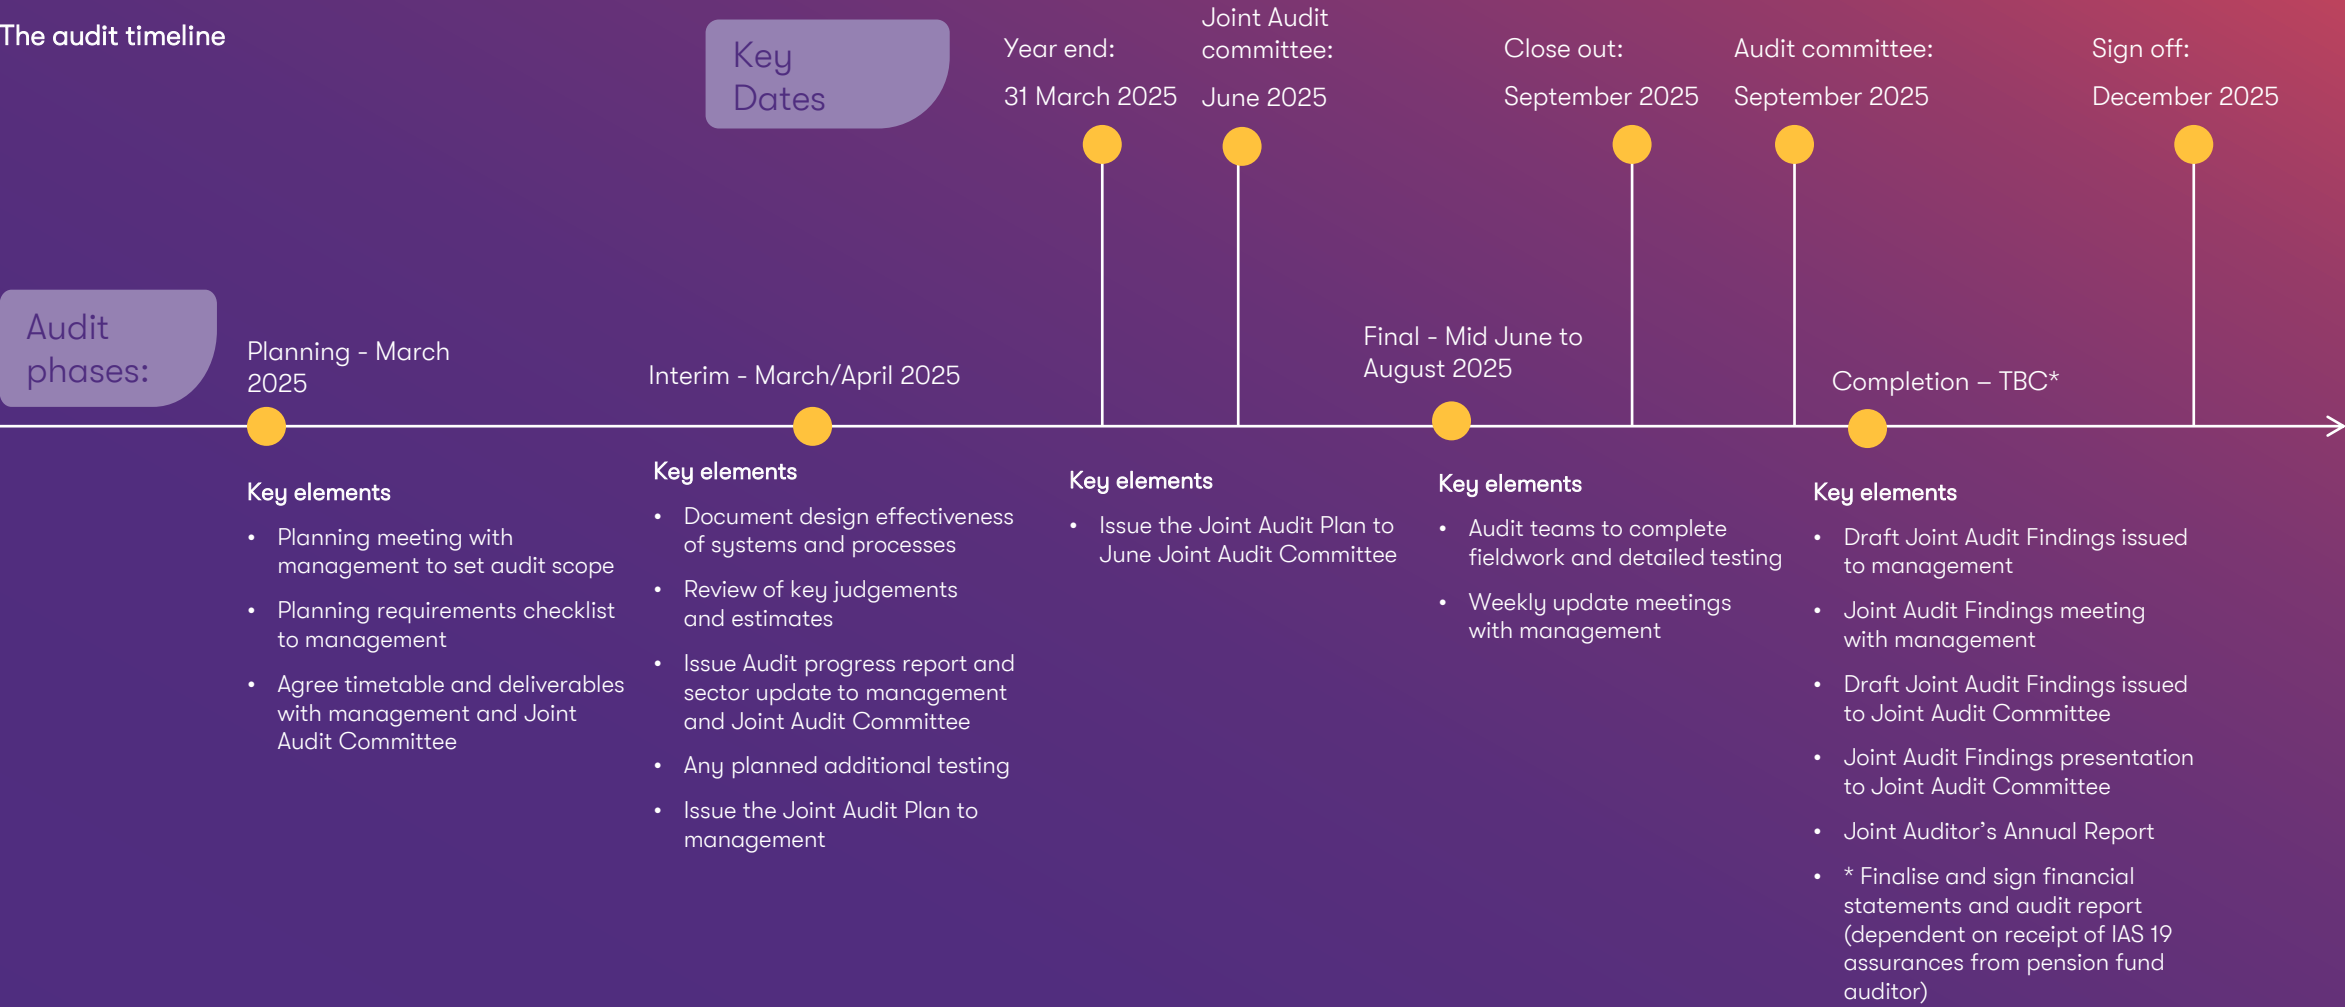 The audit timeline
Key
Dates
Year end:
31 March 2025
Joint Audit
committee:
June 2025
Close out:
September 2025
Audit committee:
September 2025
Sign off:
December 2025
Audit
phases:
Planning - March
2025
Interim - March/April 2025
Final - Mid June to
August 2025
Completion – TBC*
Key elements
• Planning meeting with
management to set audit scope
• Planning requirements checklist
to management
• Agree timetable and deliverables
with management and Joint
Audit Committee
Key elements
• Document design effectiveness
of systems and processes
• Review of key judgements
and estimates
• Issue Audit progress report and
sector update to management
and Joint Audit Committee
• Any planned additional testing
• Issue the Joint Audit Plan to
management
Key elements
• Issue the Joint Audit Plan to
June Joint Audit Committee
Key elements
• Audit teams to complete
fieldwork and detailed testing
• Weekly update meetings
with management
Key elements
• Draft Joint Audit Findings issued
to management
• Joint Audit Findings meeting
with management
• Draft Joint Audit Findings issued
to Joint Audit Committee
• Joint Audit Findings presentation
to Joint Audit Committee
• Joint Auditor’s Annual Report
• * Finalise and sign financial
statements and audit report
(dependent on receipt of IAS 19
assurances from pension fund
auditor)